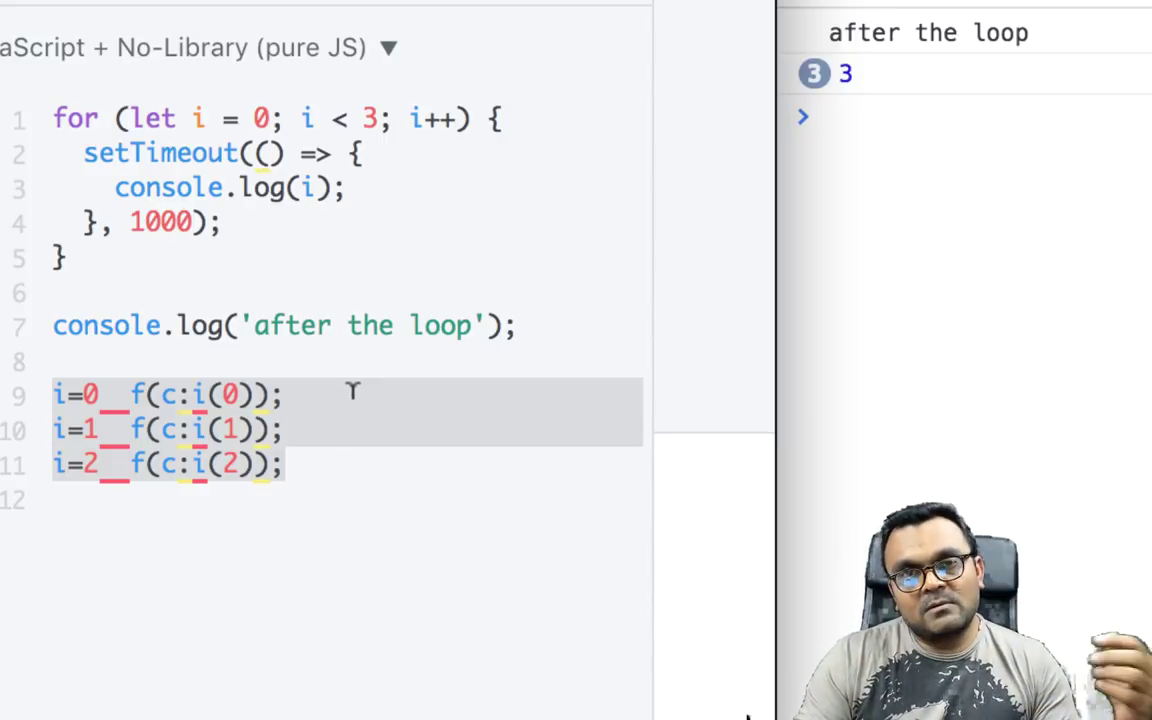 aScript + No-Library (pure JS) ▼
1 for (let i = 0; i < 3; i++) {
2 setTimeout(() => {
3 console.log(i);
4 }, 1000);
5 }
6
7 console.log('after the loop');
8
9 i=0 f(c:i(0));
10 i=1 f(c:i(1));
11 i=2 f(c:i(2));
12
after the loop
3 3
>